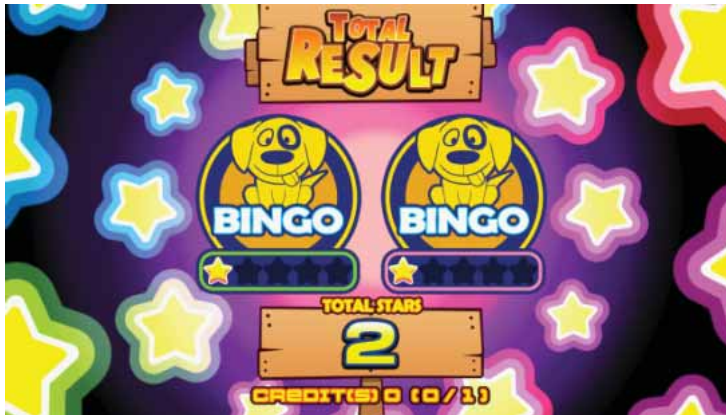 TOTAL
RESULT
BINGO
BINGO
TOTAL STARS
2
CREDIT(S) 0 (0/1)